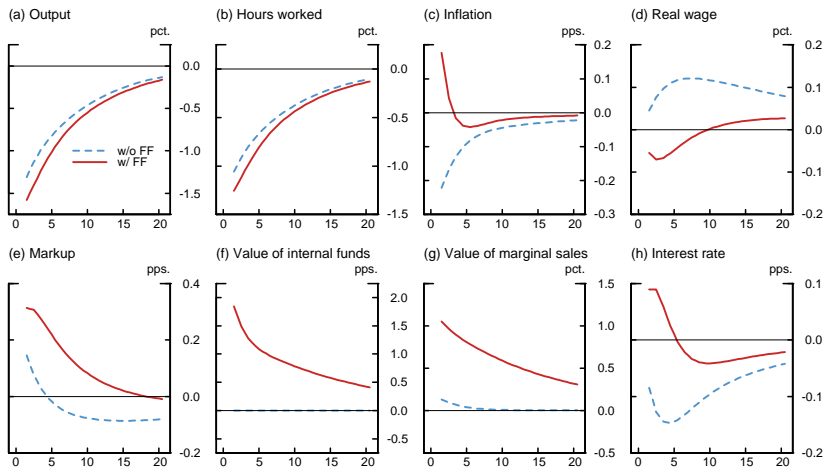 (a) Output
pct.
0.0
-0.5
-1.0
-1.5
w/o FF
w/ FF
0 5 10 15 20
(b) Hours worked
pct.
0.0
-0.5
-1.0
-1.5
0 5 10 15 20
(c) Inflation
pps.
0.2
0.1
0.0
-0.1
-0.2
-0.3
0 5 10 15 20
(d) Real wage
pct.
0.2
0.1
0.0
-0.1
-0.2
0 5 10 15 20
(e) Markup
pps.
0.4
0.2
0.0
-0.2
0 5 10 15 20
(f) Value of internal funds
pps.
2.0
1.5
1.0
0.5
0.0
-0.5
0 5 10 15 20
(g) Value of marginal sales
pct.
1.5
1.0
0.5
0.0
-0.5
0 5 10 15 20
(h) Interest rate
pps.
0.1
0.0
-0.1
-0.2
0 5 10 15 20